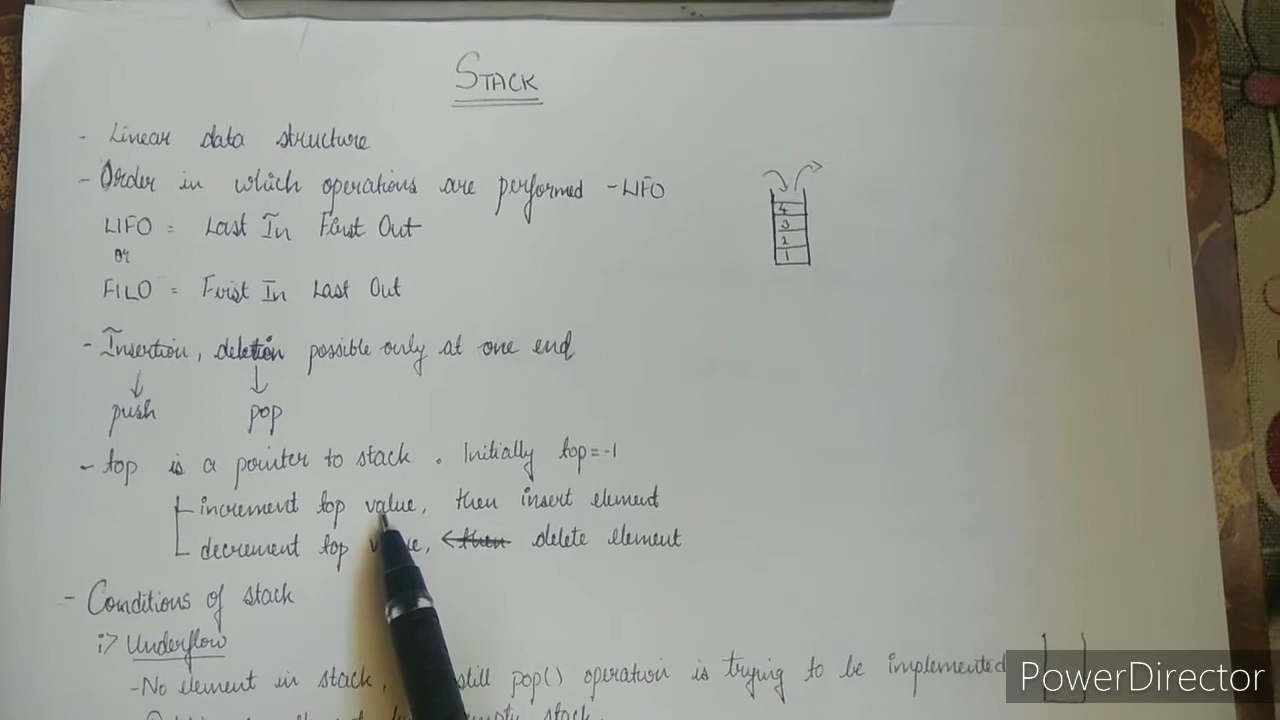 STACK
- Linear data structure
- Order in which operations are performed - LIFO
LIFO = Last In First Out
or
FILO = First In Last Out
4
3
2
1
- Insertion, deletion possible only at one end
push pop
- top is a pointer to stack. Initially top=-1
increment top value, then insert element
decrement top value, ← then delete element
- Conditions of stack
i) Underflow
- No element in stack, still pop() operation is trying to be implemented
empty stack.
PowerDirector